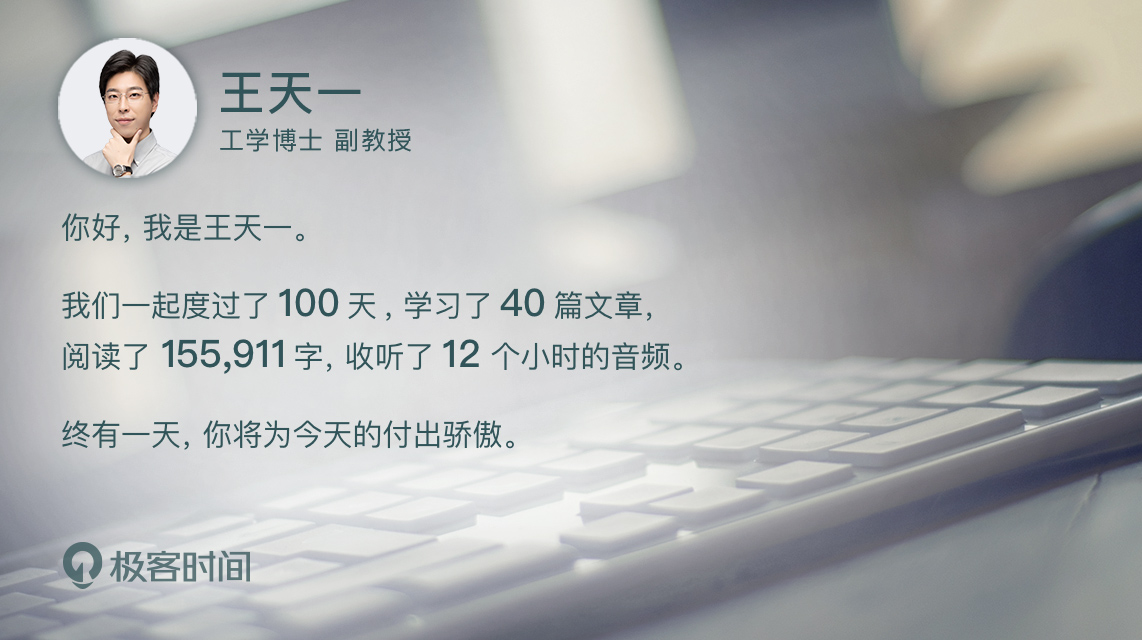 王天一
工学博士 副教授
你好, 我是王天一。
我们一起度过了 100 天 , 学习了 40 篇文章,
阅读了 155,911 字, 收听了 12 个小时的音频。
终有一天, 你将为今天的付出骄傲。
极客时间